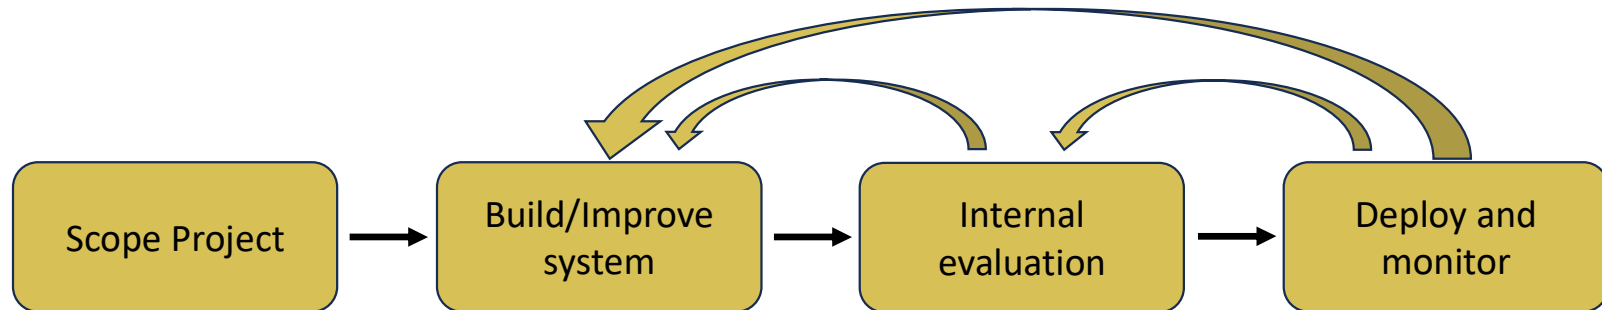 Scope Project
Build/Improve
system
Internal
evaluation
Deploy and
monitor